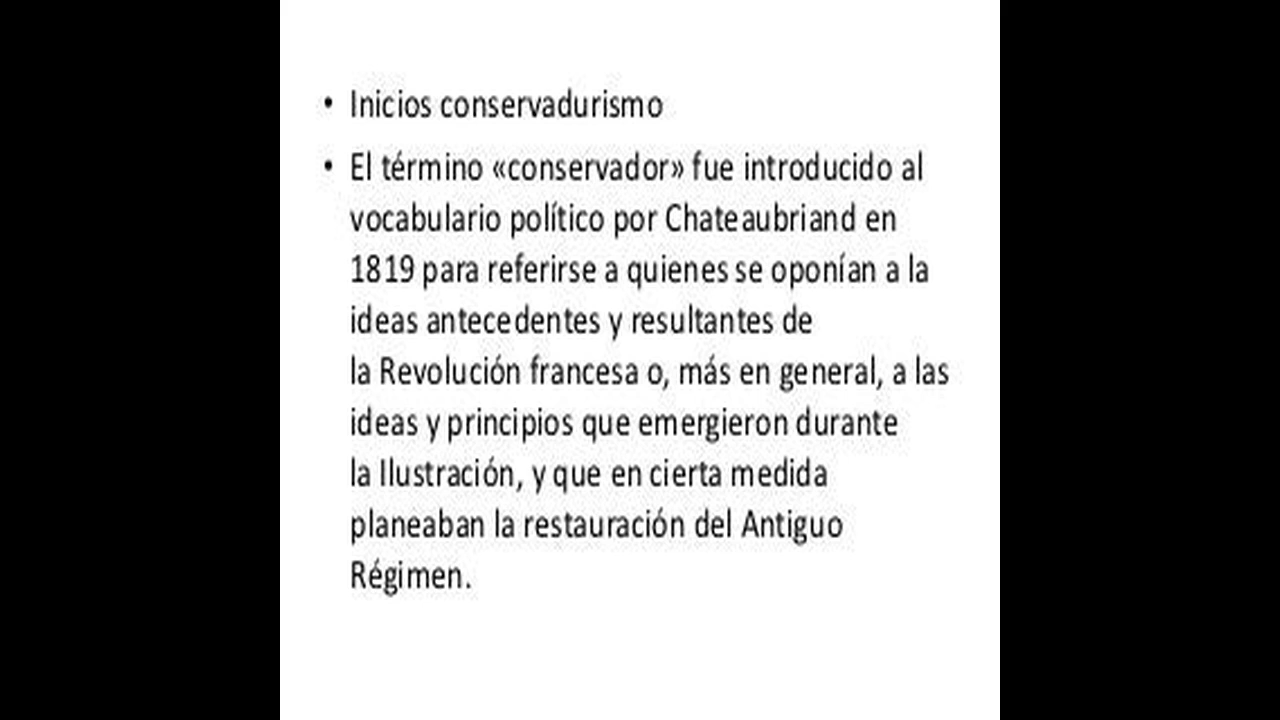 • Inicios conservadurismo
• El término «conservador» fue introducido al
vocabulario político por Chateaubriand en
1819 para referirse a quienes se oponían a la
ideas antecedentes y resultantes de
la Revolución francesa o, más en general, a las
ideas y principios que emergieron durante
la Ilustración, y que en cierta medida
planeaban la restauración del Antiguo
Régimen.